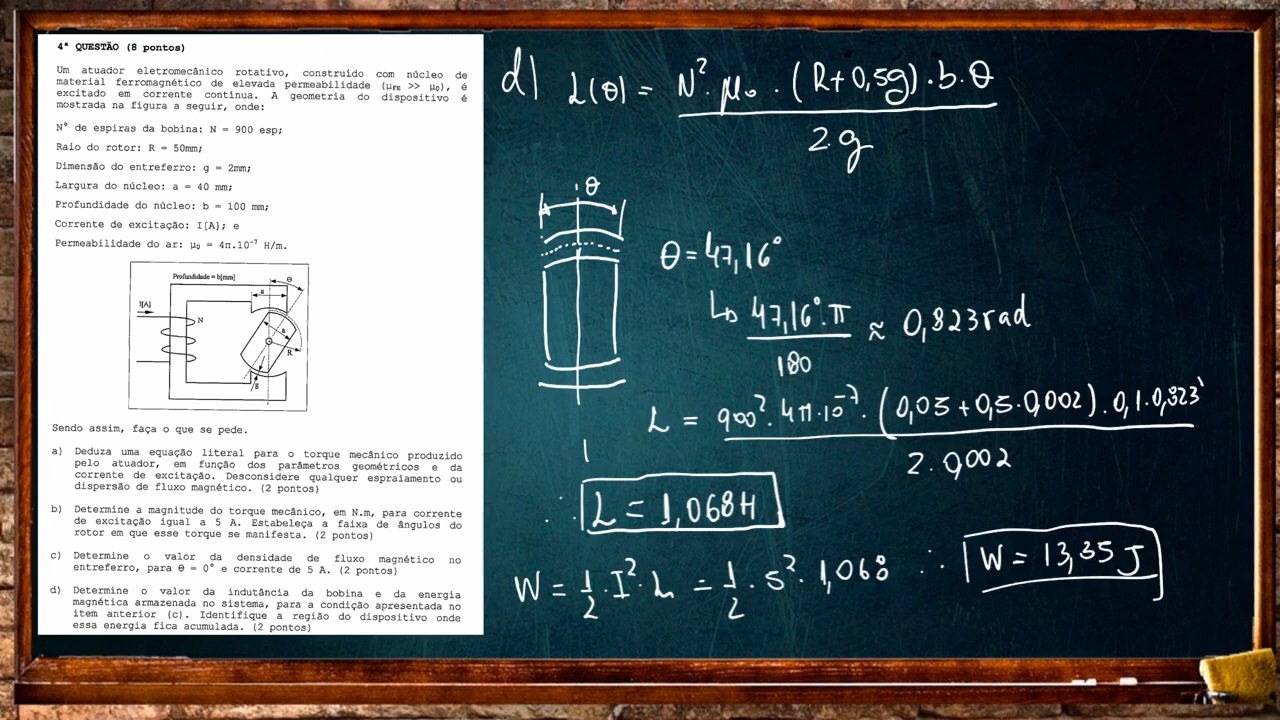 4ª QUESTÃO (8 pontos)
Um atuador eletromecânico rotativo, construído com núcleo de
material ferromagnético de elevada permeabilidade (μFE >> μ0), é
excitado em corrente contínua. A geometria do dispositivo é
mostrada na figura a seguir, onde:
N° de espiras da bobina: N = 900 esp;
Raio do rotor: R = 50mm;
Dimensão do entreferro: g = 2mm;
Largura do núcleo: a = 40 mm;
Profundidade do núcleo: b = 100 mm;
Corrente de excitação: I[A]; e
Permeabilidade do ar: μ0 = 4π.10⁻⁷ H/m.
Profundidade = b[mm]
θ
a
I[A]
N
a
R
g
Sendo assim, faça o que se pede.
a) Deduza uma equação literal para o torque mecânico produzido
pelo atuador, em função dos parâmetros geométricos e da
corrente de excitação. Desconsidere qualquer espraiamento ou
dispersão de fluxo magnético. (2 pontos)
b) Determine a magnitude do torque mecânico, em N.m, para corrente
de excitação igual a 5 A. Estabeleça a faixa de ângulos do
rotor em que esse torque se manifesta. (2 pontos)
c) Determine o valor da densidade de fluxo magnético no
entreferro, para θ = 0° e corrente de 5 A. (2 pontos)
d) Determine o valor da indutância da bobina e da energia
magnética armazenada no sistema, para a condição apresentada no
item anterior (c). Identifique a região do dispositivo onde
essa energia fica acumulada. (2 pontos)
d) L(θ) = N² · μ0 · (R+0,5g) · b · θ
2.g
θ
θ = 47,16°
↳ 47,16° . π ≈ 0,823rad
180
L = 900² . 4π.10⁻⁷ . (0,05 + 0,5.0,002) . 0,1.0,823
2.0,002
∴ L = 1,068H
W = 1/2 . I² . L = 1/2 . 5² . 1,068 ∴ W = 13,35 J